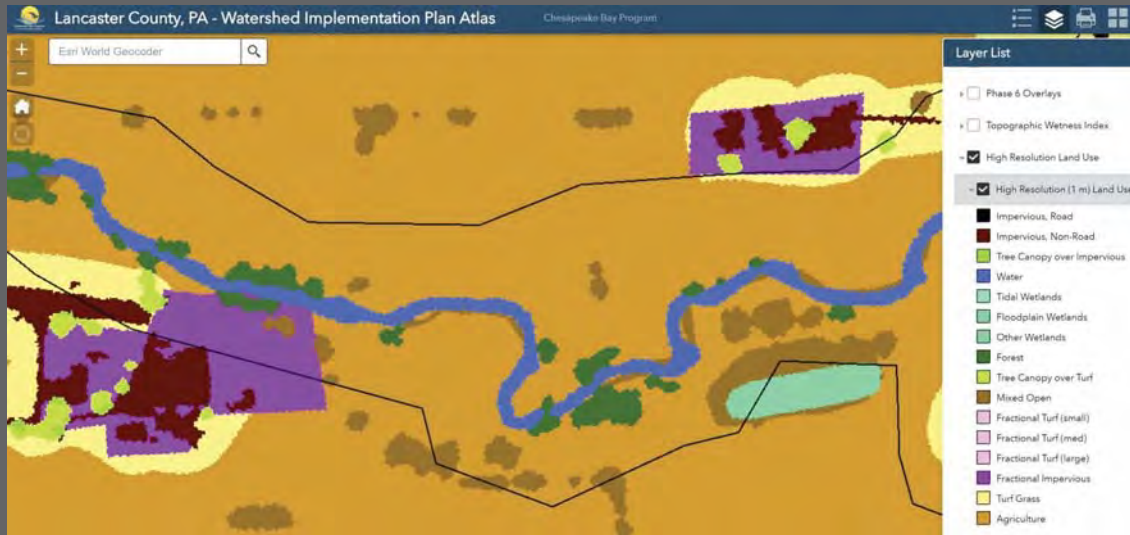 Lancaster County, PA - Watershed Implementation Plan Atlas
Chesapeake Bay Program
Esri World Geocoder
Layer List
Phase 6 Overlays
Topographic Wetness Index
High Resolution Land Use
High Resolution (1 m) Land Use
Impervious, Road
Impervious, Non-Road
Tree Canopy over Impervious
Water
Tidal Wetlands
Floodplain Wetlands
Other Wetlands
Forest
Tree Canopy over Turf
Mixed Open
Fractional Turf (small)
Fractional Turf (med)
Fractional Turf (large)
Fractional Impervious
Turf Grass
Agriculture